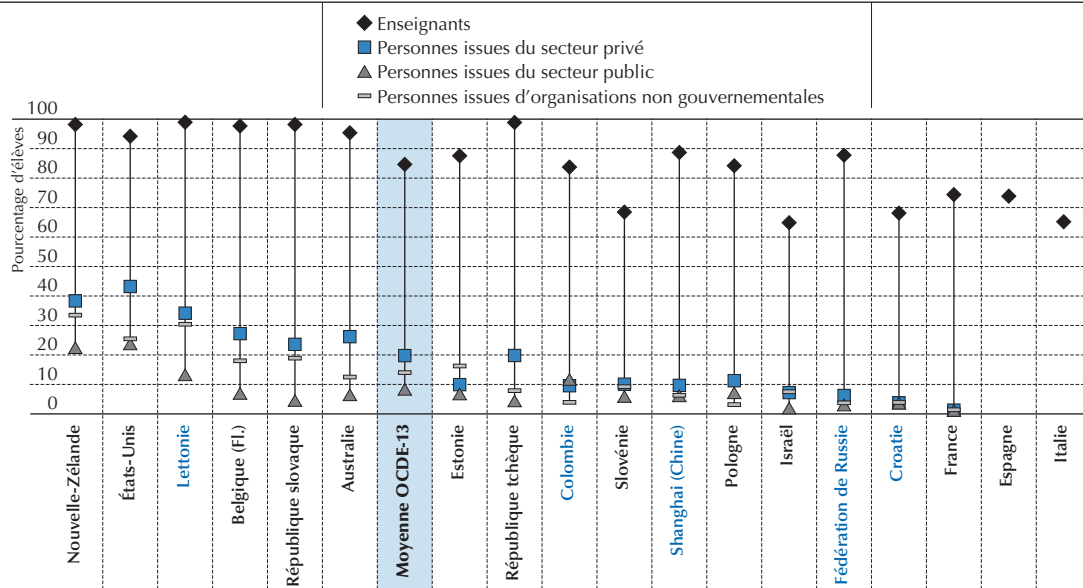 Enseignants
Personnes issues du secteur privé
Personnes issues du secteur public
Personnes issues d'organisations non gouvernementales
Pourcentage d'élèves
100
90
80
70
60
50
40
30
20
10
0
Nouvelle-Zélande
États-Unis
Lettonie
Belgique (Fl.)
République slovaque
Australie
Moyenne OCDE-13
Estonie
République tchèque
Colombie
Slovénie
Shanghai (Chine)
Pologne
Israël
Fédération de Russie
Croatie
France
Espagne
Italie